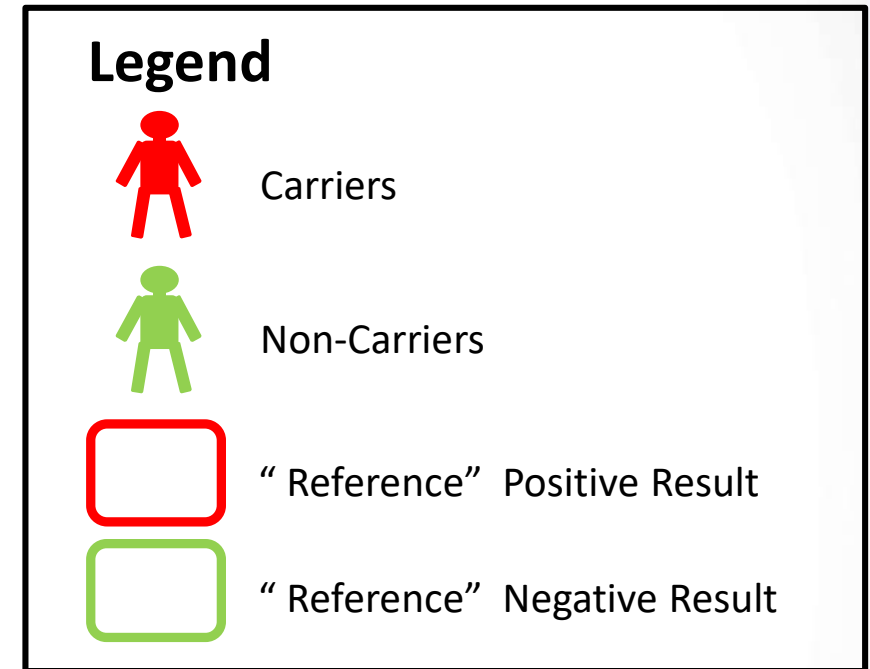 Legend
Carriers
Non-Carriers
“ Reference” Positive Result
“ Reference” Negative Result